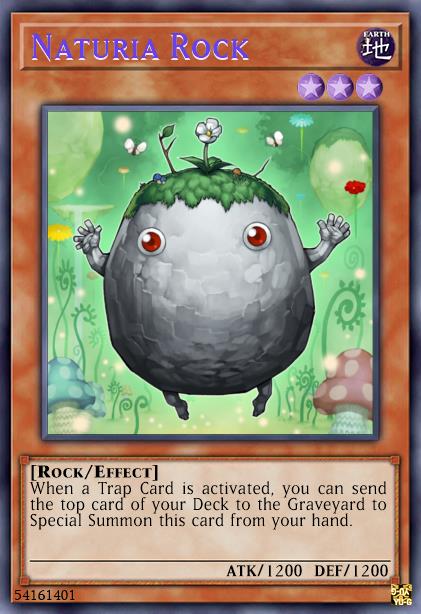 Naturia Rock
EARTH
地
[Rock/Effect]
When a Trap Card is activated, you can send
the top card of your Deck to the Graveyard to
Special Summon this card from your hand.
ATK/1200 DEF/1200
54161401